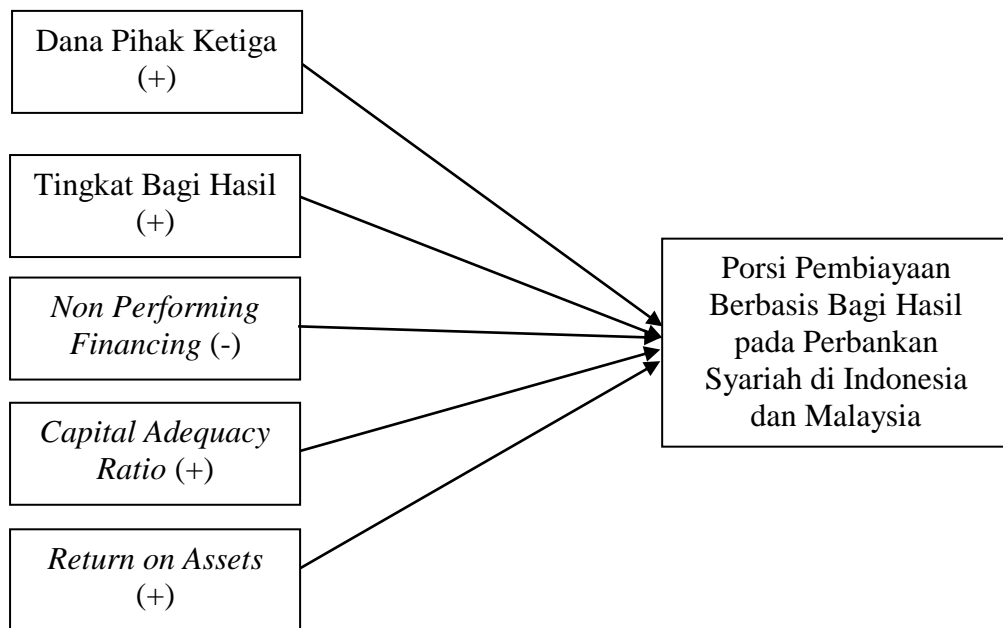 Dana Pihak Ketiga
(+)
Tingkat Bagi Hasil
(+)
Non Performing
Financing (-)
Capital Adequacy
Ratio (+)
Return on Assets
(+)
Porsi Pembiayaan
Berbasis Bagi Hasil
pada Perbankan
Syariah di Indonesia
dan Malaysia